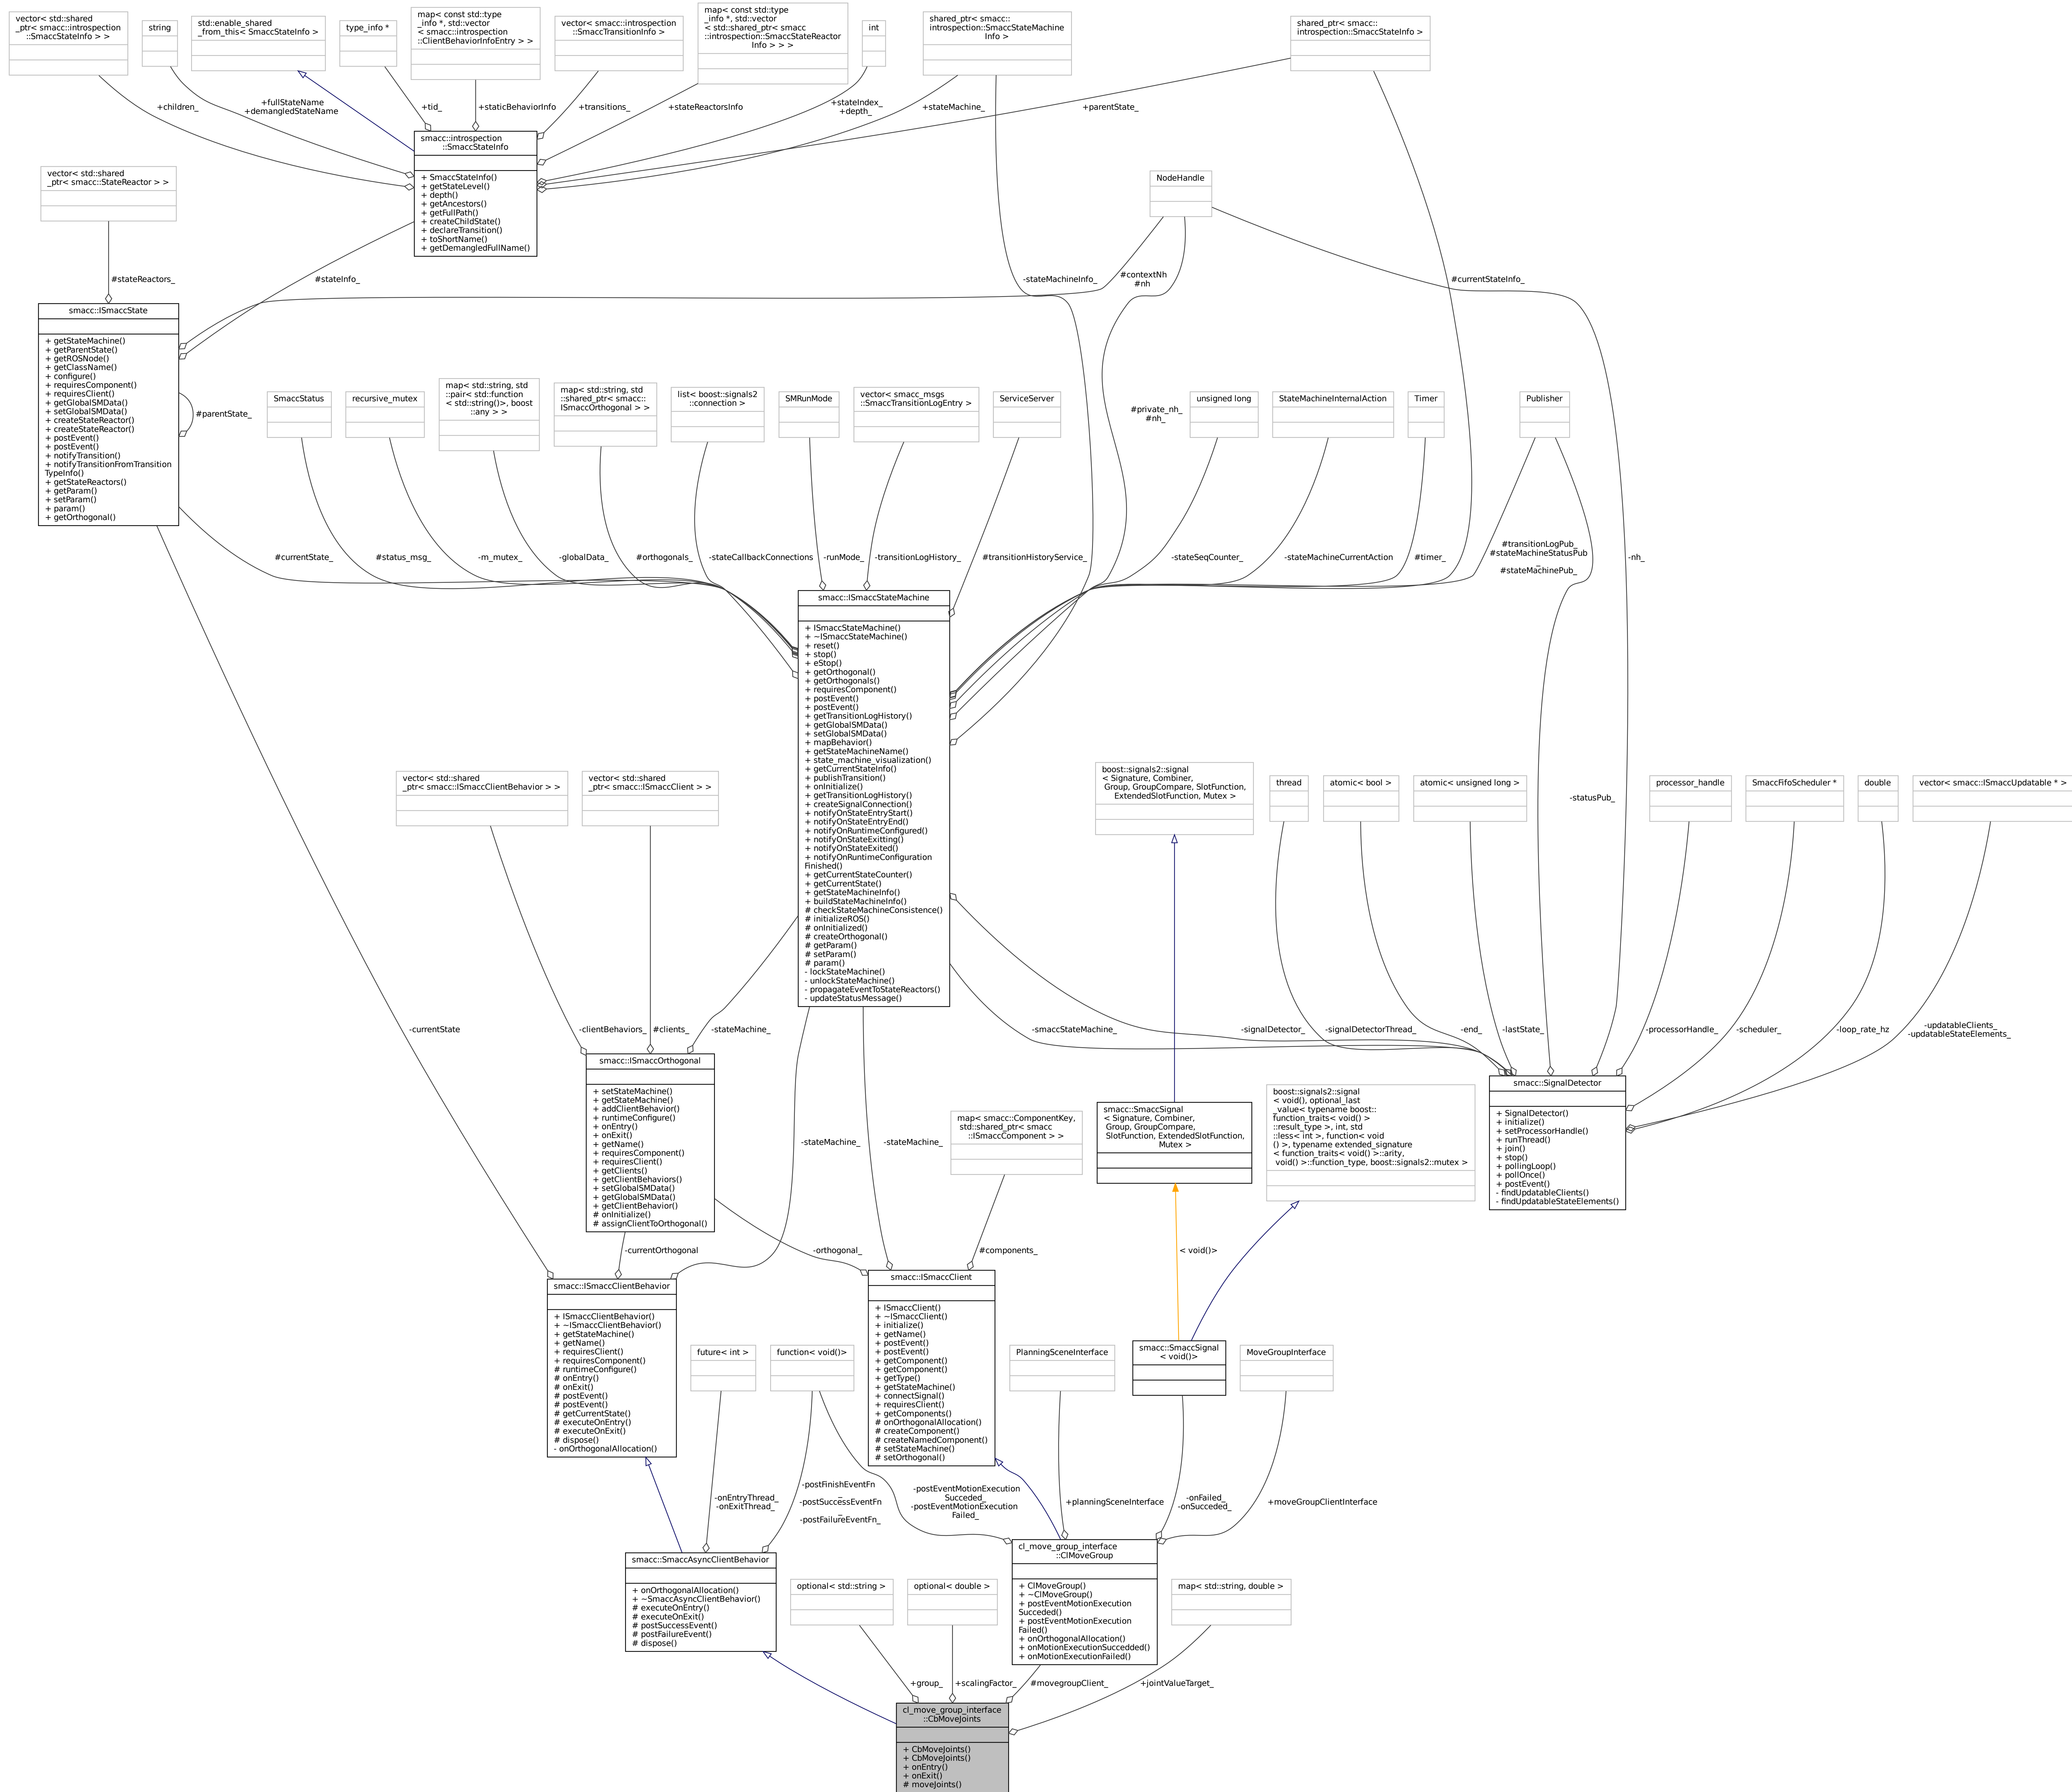 vector< std::shared
_ptr< smacc::introspection
::SmaccStateInfo > >
string
std::enable_shared
_from_this< SmaccStateInfo >
type_info *
map< const std::type
_info *, std::vector
< smacc::introspection
::ClientBehaviorInfoEntry > >
vector< smacc::introspection
::SmaccTransitionInfo >
map< const std::type
_info *, std::vector
< std::shared_ptr< smacc
::introspection::SmaccStateReactor
Info > > >
int
shared_ptr< smacc::
introspection::SmaccStateMachine
Info >
shared_ptr< smacc::
introspection::SmaccStateInfo >
+children_
+fullStateName
+demangledStateName
+tid_
+staticBehaviorInfo
+transitions_
+stateReactorsInfo
+stateIndex_
+depth_
+stateMachine_
+parentState_
smacc::introspection
::SmaccStateInfo
+ SmaccStateInfo()
+ getStateLevel()
+ depth()
+ getAncestors()
+ getFullPath()
+ createChildState()
+ declareTransition()
+ toShortName()
+ getDemangledFullName()
vector< std::shared
_ptr< smacc::StateReactor > >
NodeHandle
#stateReactors_
#stateInfo_
-stateMachineInfo_
#contextNh
#nh
#currentStateInfo_
smacc::ISmaccState
+ getStateMachine()
+ getParentState()
+ getROSNode()
+ getClassName()
+ configure()
+ requiresComponent()
+ requiresClient()
+ getGlobalSMData()
+ setGlobalSMData()
+ createStateReactor()
+ createStateReactor()
+ postEvent()
+ postEvent()
+ notifyTransition()
+ notifyTransitionFromTransition
TypeInfo()
+ getStateReactors()
+ getParam()
+ setParam()
+ param()
+ getOrthogonal()
#parentState_
SmaccStatus
recursive_mutex
map< std::string, std
::pair< std::function
< std::string()>, boost
::any > >
map< std::string, std
::shared_ptr< smacc::
ISmaccOrthogonal > >
list< boost::signals2
::connection >
SMRunMode
vector< smacc_msgs
::SmaccTransitionLogEntry >
ServiceServer
#private_nh_
#nh_
unsigned long
StateMachineInternalAction
Timer
Publisher
#currentState_
#status_msg_
-m_mutex_
-globalData_
#orthogonals_
-stateCallbackConnections
-runMode_
-transitionLogHistory_
#transitionHistoryService_
-stateSeqCounter_
-stateMachineCurrentAction
#timer_
#transitionLogPub_
#stateMachineStatusPub
_
#stateMachinePub_
-nh_
smacc::ISmaccStateMachine
+ ISmaccStateMachine()
+ ~ISmaccStateMachine()
+ reset()
+ stop()
+ eStop()
+ getOrthogonal()
+ getOrthogonals()
+ requiresComponent()
+ postEvent()
+ postEvent()
+ getTransitionLogHistory()
+ getGlobalSMData()
+ setGlobalSMData()
+ mapBehavior()
+ getStateMachineName()
+ state_machine_visualization()
+ getCurrentStateInfo()
+ publishTransition()
+ onInitialize()
+ getTransitionLogHistory()
+ createSignalConnection()
+ notifyOnStateEntryStart()
+ notifyOnStateEntryEnd()
+ notifyOnRuntimeConfigured()
+ notifyOnStateExitting()
+ notifyOnStateExited()
+ notifyOnRuntimeConfiguration
Finished()
+ getCurrentStateCounter()
+ getCurrentState()
+ getStateMachineInfo()
+ buildStateMachineInfo()
# checkStateMachineConsistence()
# initializeROS()
# onInitialized()
# createOrthogonal()
# getParam()
# setParam()
# param()
- lockStateMachine()
- unlockStateMachine()
- propagateEventToStateReactors()
- updateStatusMessage()
vector< std::shared
_ptr< smacc::ISmaccClientBehavior > >
vector< std::shared
_ptr< smacc::ISmaccClient > >
boost::signals2::signal
< Signature, Combiner,
Group, GroupCompare, SlotFunction,
ExtendedSlotFunction, Mutex >
thread
atomic< bool >
atomic< unsigned long >
-statusPub_
processor_handle
SmaccFifoScheduler *
double
vector< smacc::ISmaccUpdatable * >
-currentState
-clientBehaviors_
#clients_
-stateMachine_
-smaccStateMachine_
-signalDetector_
-signalDetectorThread_
-end_
-lastState_
-processorHandle_
-scheduler_
-loop_rate_hz
-updatableClients_
-updatableStateElements_
smacc::ISmaccOrthogonal
+ setStateMachine()
+ getStateMachine()
+ addClientBehavior()
+ runtimeConfigure()
+ onEntry()
+ onExit()
+ getName()
+ requiresComponent()
+ requiresClient()
+ getClients()
+ getClientBehaviors()
+ setGlobalSMData()
+ getGlobalSMData()
+ getClientBehavior()
# onInitialize()
# assignClientToOrthogonal()
-stateMachine_
-stateMachine_
map< smacc::ComponentKey,
std::shared_ptr< smacc
::ISmaccComponent > >
smacc::SmaccSignal
< Signature, Combiner,
Group, GroupCompare,
SlotFunction, ExtendedSlotFunction,
Mutex >
boost::signals2::signal
< void(), optional_last
_value< typename boost::
function_traits< void() >
::result_type >, int, std
::less< int >, function< void
() >, typename extended_signature
< function_traits< void() >::arity,
void() >::function_type, boost::signals2::mutex >
smacc::SignalDetector
+ SignalDetector()
+ initialize()
+ setProcessorHandle()
+ runThread()
+ join()
+ stop()
+ pollingLoop()
+ pollOnce()
+ postEvent()
- findUpdatableClients()
- findUpdatableStateElements()
-currentOrthogonal
-orthogonal_
#components_
< void()>
smacc::ISmaccClientBehavior
+ ISmaccClientBehavior()
+ ~ISmaccClientBehavior()
+ getStateMachine()
+ getName()
+ requiresClient()
+ requiresComponent()
# runtimeConfigure()
# onEntry()
# onExit()
# postEvent()
# postEvent()
# getCurrentState()
# executeOnEntry()
# executeOnExit()
# dispose()
- onOrthogonalAllocation()
smacc::ISmaccClient
+ ISmaccClient()
+ ~ISmaccClient()
+ initialize()
+ getName()
+ postEvent()
+ postEvent()
+ getComponent()
+ getComponent()
+ getType()
+ getStateMachine()
+ connectSignal()
+ requiresClient()
+ getComponents()
# onOrthogonalAllocation()
# createComponent()
# createNamedComponent()
# setStateMachine()
# setOrthogonal()
future< int >
function< void()>
PlanningSceneInterface
smacc::SmaccSignal
< void()>
MoveGroupInterface
-onEntryThread_
-onExitThread_
-postFinishEventFn
_
-postSuccessEventFn
_
-postFailureEventFn_
-postEventMotionExecution
Succeded_
-postEventMotionExecution
Failed_
+planningSceneInterface
-onFailed_
-onSucceded_
+moveGroupClientInterface
smacc::SmaccAsyncClientBehavior
+ onOrthogonalAllocation()
+ ~SmaccAsyncClientBehavior()
# executeOnEntry()
# executeOnExit()
# postSuccessEvent()
# postFailureEvent()
# dispose()
optional< std::string >
optional< double >
cl_move_group_interface
::ClMoveGroup
+ ClMoveGroup()
+ ~ClMoveGroup()
+ postEventMotionExecution
Succeded()
+ postEventMotionExecution
Failed()
+ onOrthogonalAllocation()
+ onMotionExecutionSuccedded()
+ onMotionExecutionFailed()
map< std::string, double >
+group_
+scalingFactor_
#movegroupClient_
+jointValueTarget_
cl_move_group_interface
::CbMoveJoints
+ CbMoveJoints()
+ CbMoveJoints()
+ onEntry()
+ onExit()
# moveJoints()